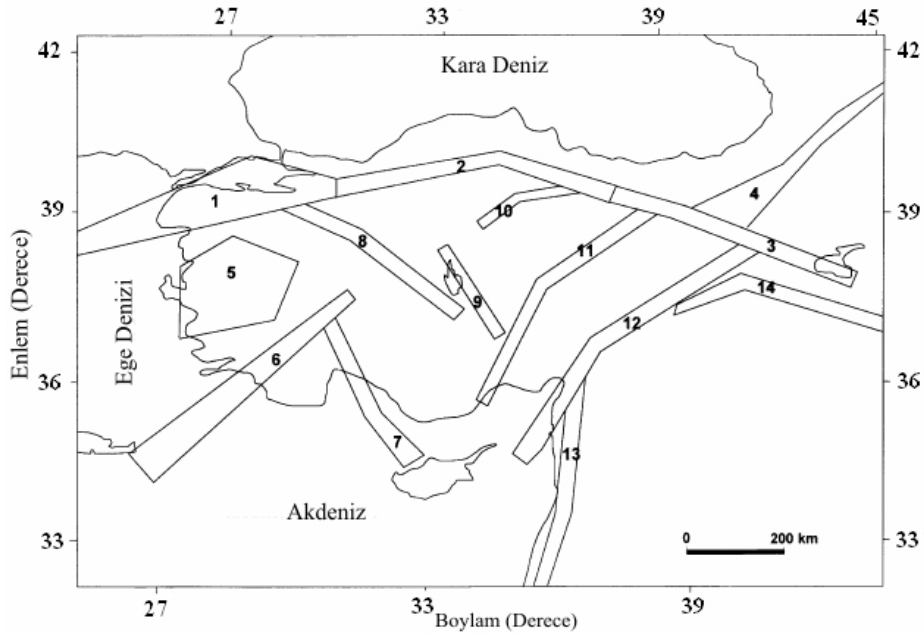 27 33 39 45
42 42
Kara Deniz
2
4
1
39 39
10
8 11
3
5
14
9
12
6
Enlem (Derece)
Ege Denizi
36 36
7
13
Akdeniz
0 200 km
33 33
27 33 39
Boylam (Derece)